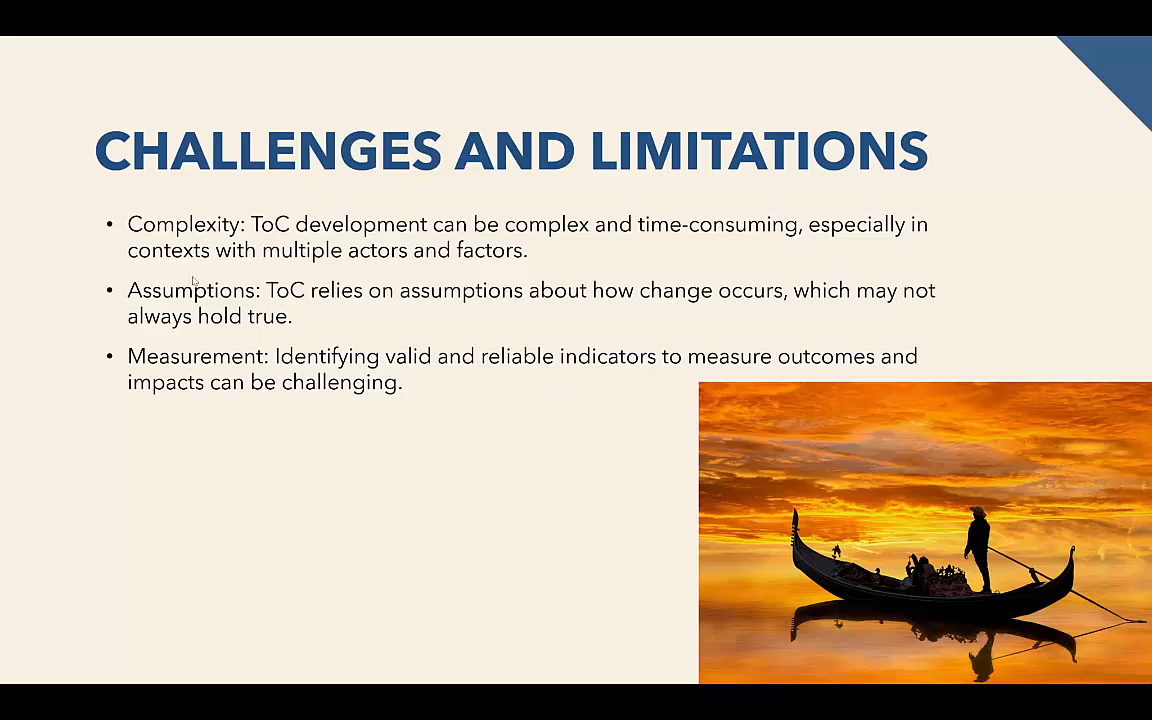 CHALLENGES AND LIMITATIONS
• Complexity: ToC development can be complex and time-consuming, especially in
contexts with multiple actors and factors.
• Assumptions: ToC relies on assumptions about how change occurs, which may not
always hold true.
• Measurement: Identifying valid and reliable indicators to measure outcomes and
impacts can be challenging.